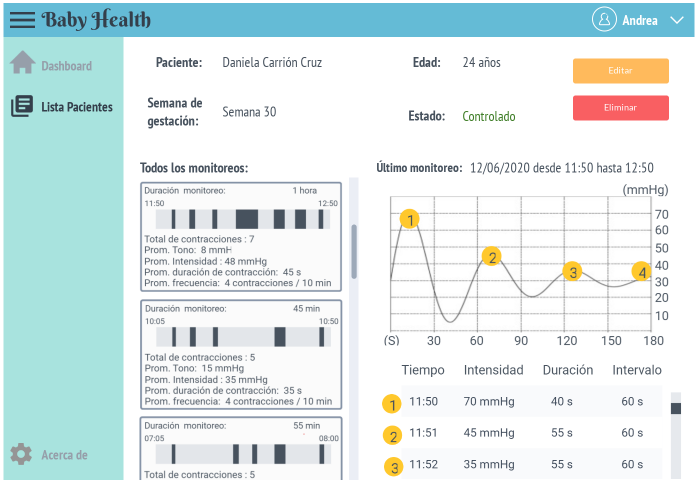 Baby Health
Andrea
Dashboard
Lista Pacientes
Acerca de
Paciente: Daniela Carrión Cruz
Edad: 24 años
Editar
Semana de gestación: Semana 30
Estado: Controlado
Eliminar
Todos los monitoreos:
Duración monitoreo: 1 hora
11:50 12:50
Total de contracciones : 7
Prom. Tono: 8 mmH
Prom. Intensidad : 48 mmHg
Prom. duración de contracción: 45 s
Prom. frecuencia: 4 contracciones / 10 min
Duración monitoreo: 45 min
10:05 10:50
Total de contracciones : 5
Prom. Tono: 15 mmHg
Prom. Intensidad : 35 mmHg
Prom. duración de contracción: 35 s
Prom. frecuencia: 4 contracciones / 10 min
Duración monitoreo: 55 min
07:05 08:00
Total de contracciones : 5
Último monitoreo: 12/06/2020 desde 11:50 hasta 12:50
(mmHg)
70
60
50
40
30
20
10
1
2
3
4
(S) 30 60 90 120 150 180
Tiempo Intensidad Duración Intervalo
1 11:50 70 mmHg 40 s 60 s
2 11:51 45 mmHg 55 s 60 s
3 11:52 35 mmHg 55 s 60 s